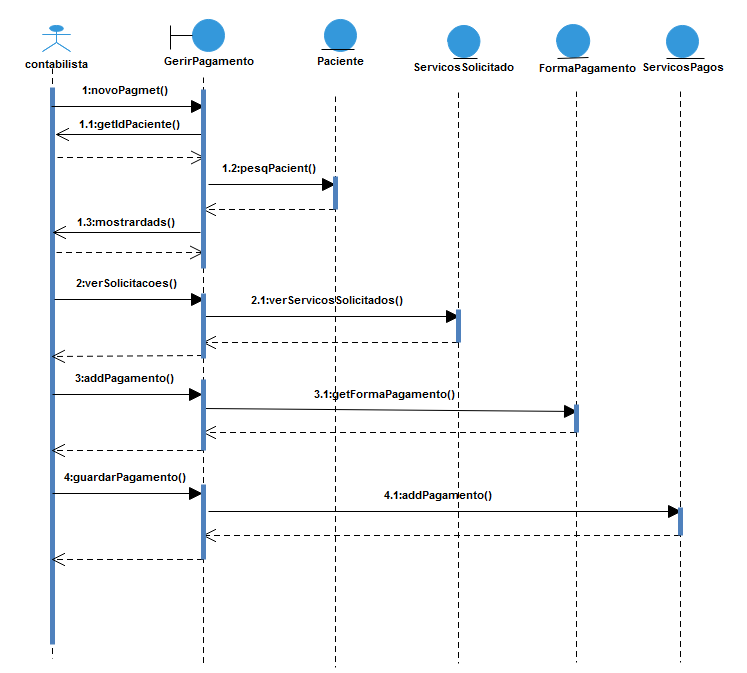 contabilista
GerirPagamento
Paciente
ServicosSolicitado
FormaPagamento
ServicosPagos
1:novoPagmet()
1.1:getIdPaciente()
1.2:pesqPacient()
1.3:mostrardads()
2:verSolicitacoes()
2.1:verServicosSolicitados()
3:addPagamento()
3.1:getFormaPagamento()
4:guardarPagamento()
4.1:addPagamento()